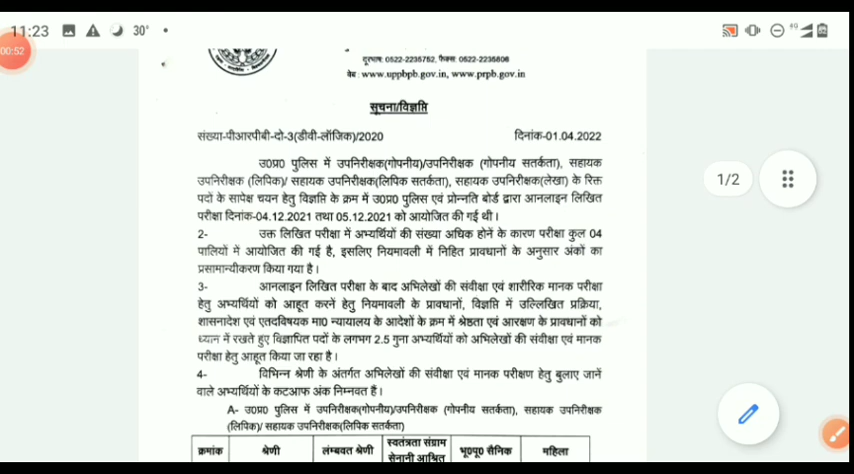 11:23
30°
4G
00:52
दूरभाष: 0522-2235752, फैक्स: 0522-2235806
वेब : www.uppbpb.gov.in, www.prpb.gov.in
सूचना/विज्ञप्ति
संख्या-पीआरपीबी-दो-3(डीवी-लॉजिक)/2020 दिनांक-01.04.2022
उ0प्र0 पुलिस में उपनिरीक्षक(गोपनीय)/उपनिरीक्षक (गोपनीय सतर्कता), सहायक
उपनिरीक्षक (लिपिक)/ सहायक उपनिरीक्षक(लिपिक सतर्कता), सहायक उपनिरीक्षक(लेखा) के रिक्त
पदों के सापेक्ष चयन हेतु विज्ञप्ति के क्रम में उ0प्र0 पुलिस एवं प्रोन्नति बोर्ड द्वारा आनलाइन लिखित
परीक्षा दिनांक-04.12.2021 तथा 05.12.2021 को आयोजित की गई थी।
2- उक्त लिखित परीक्षा में अभ्यर्थियों की संख्या अधिक होनें के कारण परीक्षा कुल 04
पालियों में आयोजित की गई है, इसलिए नियमावली में निहित प्रावधानों के अनुसार अंकों का
प्रसामान्यीकरण किया गया है।
3- आनलाइन लिखित परीक्षा के बाद अभिलेखों की संवीक्षा एवं शारीरिक मानक परीक्षा
हेतु अभ्यर्थियों को आहूत करनें हेतु नियमावली के प्रावधानों, विज्ञप्ति में उल्लिखित प्रक्रिया,
शासनादेश एवं एतदविषयक मा0 न्यायालय के आदेशों के क्रम में श्रेष्ठता एवं आरक्षण के प्रावधानों को
ध्यान में रखते हुए विज्ञापित पदों के लगभग 2.5 गुना अभ्यर्थियों को अभिलेखों की संवीक्षा एवं मानक
परीक्षा हेतु आहूत किया जा रहा है।
4- विभिन्न श्रेणी के अंतर्गत अभिलेखों की संवीक्षा एवं मानक परीक्षण हेतु बुलाए जानें
वाले अभ्यर्थियों के कटआफ अंक निम्नवत हैं।
A- उ0प्र0 पुलिस में उपनिरीक्षक(गोपनीय)/उपनिरीक्षक (गोपनीय सतर्कता), सहायक उपनिरीक्षक
(लिपिक)/ सहायक उपनिरीक्षक(लिपिक सतर्कता)
क्रमांक श्रेणी लंम्बवत श्रेणी स्वतंत्रता संग्राम सेनानी आश्रित भू0पू0 सैनिक महिला
1/2